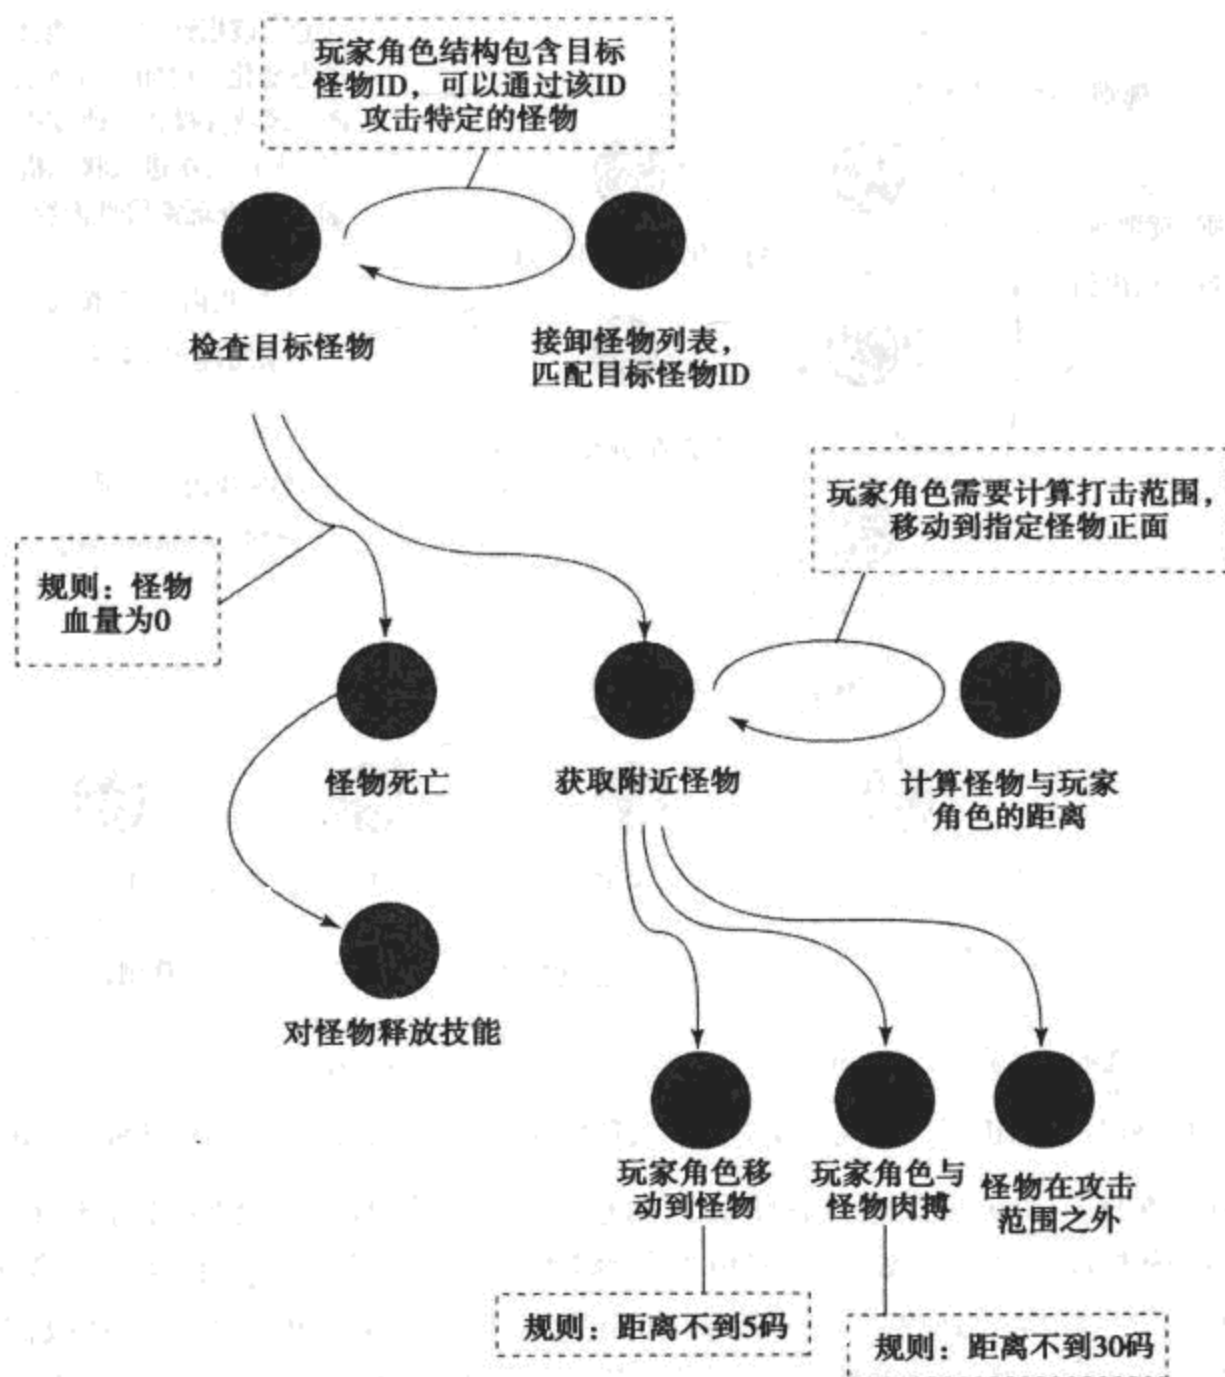 玩家角色结构包含目标
怪物ID，可以通过该ID
攻击特定的怪物
检查目标怪物
接卸怪物列表，
匹配目标怪物ID
玩家角色需要计算打击范围，
移动到指定怪物正面
规则：怪物
血量为0
怪物死亡
获取附近怪物
计算怪物与玩家
角色的距离
对怪物释放技能
玩家角色移
动到怪物
玩家角色与
怪物肉搏
怪物在攻击
范围之外
规则：距离不到5码
规则：距离不到30码